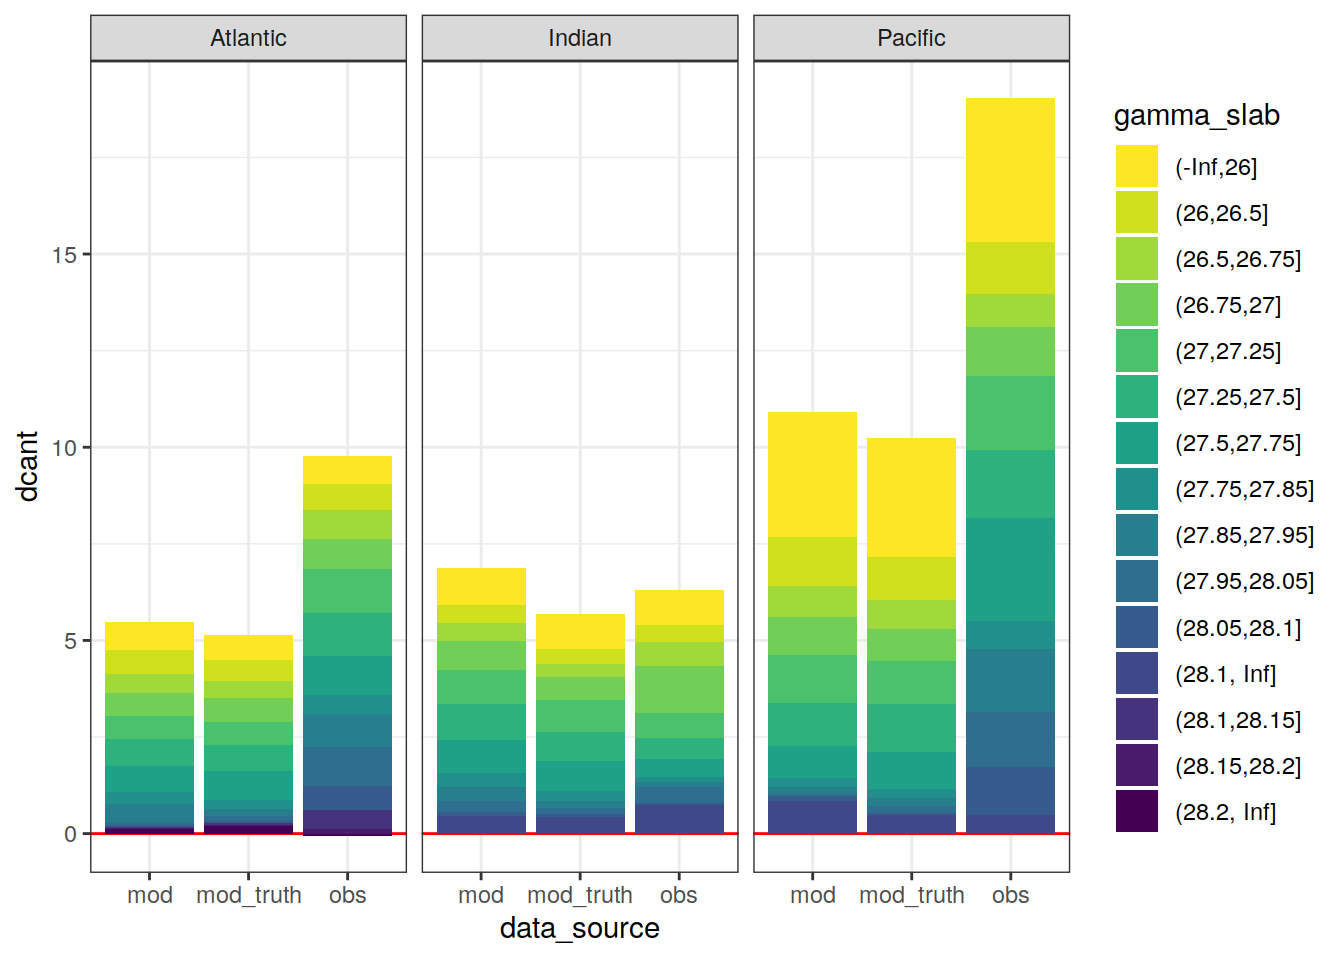 Atlantic
Indian
Pacific
dcant
15
10
5
0
mod
mod_truth
obs
mod
mod_truth
obs
mod
mod_truth
obs
data_source
gamma_slab
(-Inf,26]
(26,26.5]
(26.5,26.75]
(26.75,27]
(27,27.25]
(27.25,27.5]
(27.5,27.75]
(27.75,27.85]
(27.85,27.95]
(27.95,28.05]
(28.05,28.1]
(28.1, Inf]
(28.1,28.15]
(28.15,28.2]
(28.2, Inf]